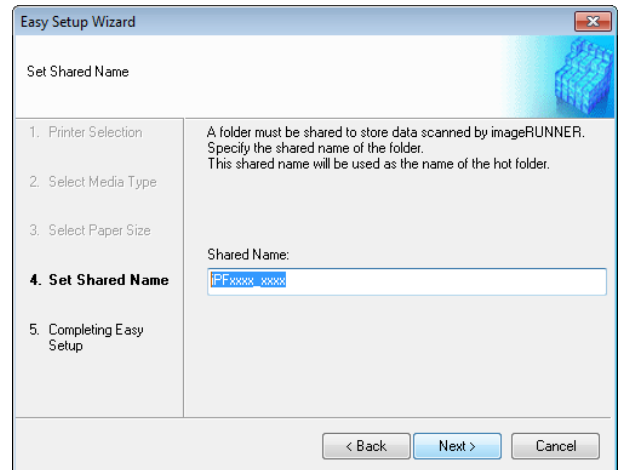 Easy Setup Wizard
Set Shared Name
1. Printer Selection
2. Select Media Type
3. Select Paper Size
4. Set Shared Name
5. Completing Easy
Setup
A folder must be shared to store data scanned by imageRUNNER.
Specify the shared name of the folder.
This shared name will be used as the name of the hot folder.
Shared Name:
iPFxxxx_xxxx
< Back
Next >
Cancel